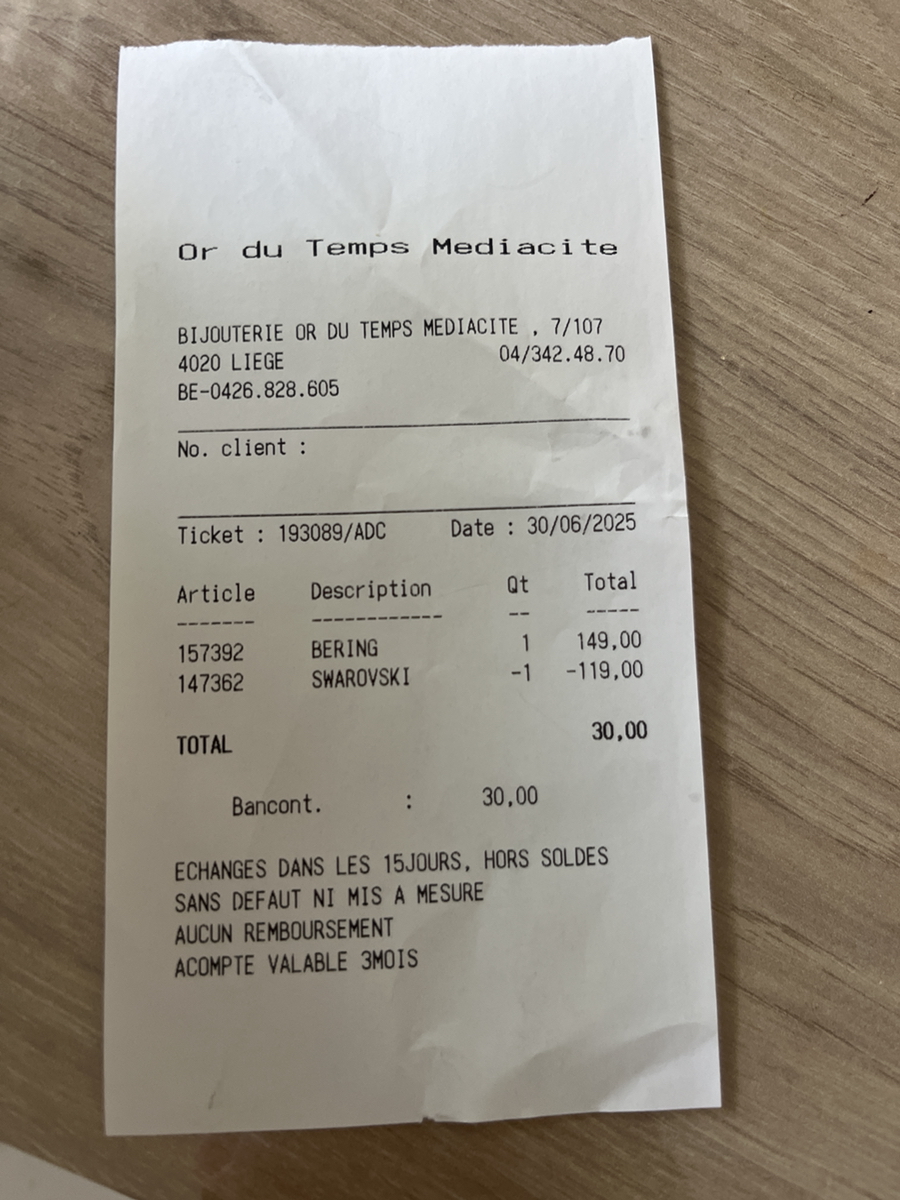 Or du Temps Mediacite
BIJOUTERIE OR DU TEMPS MEDIACITE , 7/107
4020 LIEGE 04/342.48.70
BE-0426.828.605
No. client :
Ticket : 193089/ADC Date : 30/06/2025
Article Description Qt Total
------- ------------ -- -----
157392 BERING 1 149,00
147362 SWAROVSKI -1 -119,00
TOTAL 30,00
Bancont. : 30,00
ECHANGES DANS LES 15JOURS, HORS SOLDES
SANS DEFAUT NI MIS A MESURE
AUCUN REMBOURSEMENT
ACOMPTE VALABLE 3MOIS